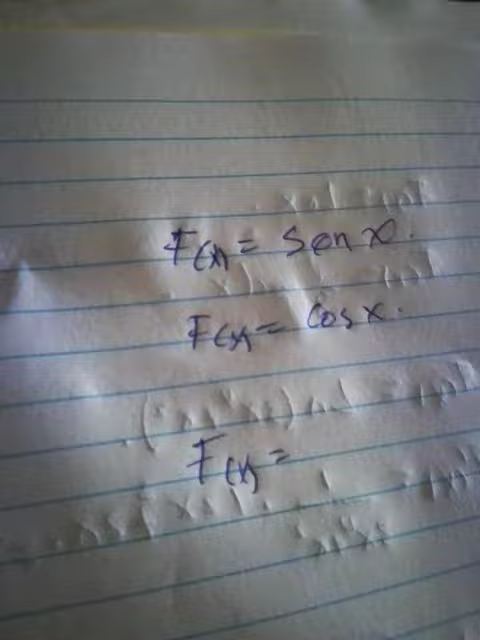 F(x) = Sen x.
F(x) = Cos x.
F(x) =